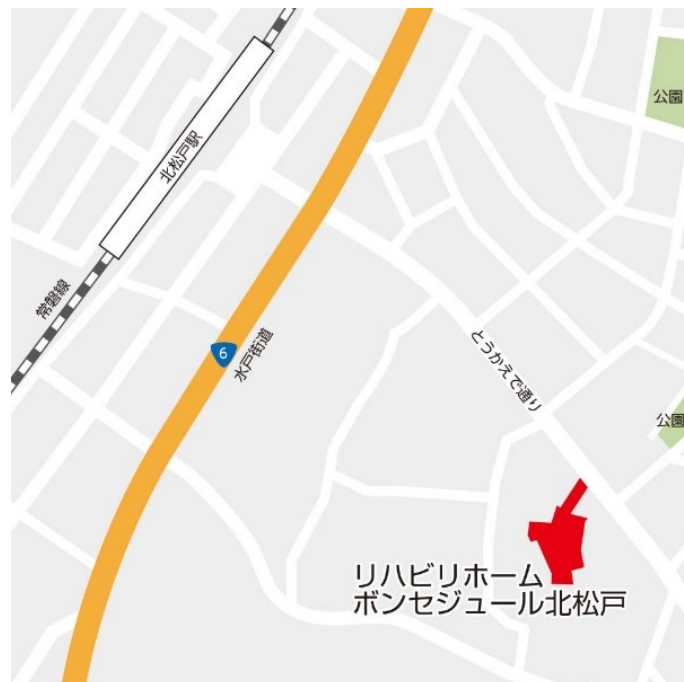 公園
北松戸駅
常磐線
6
水戸街道
とうかえで通り
公園
リハビリホーム
ボンセジュール北松戸